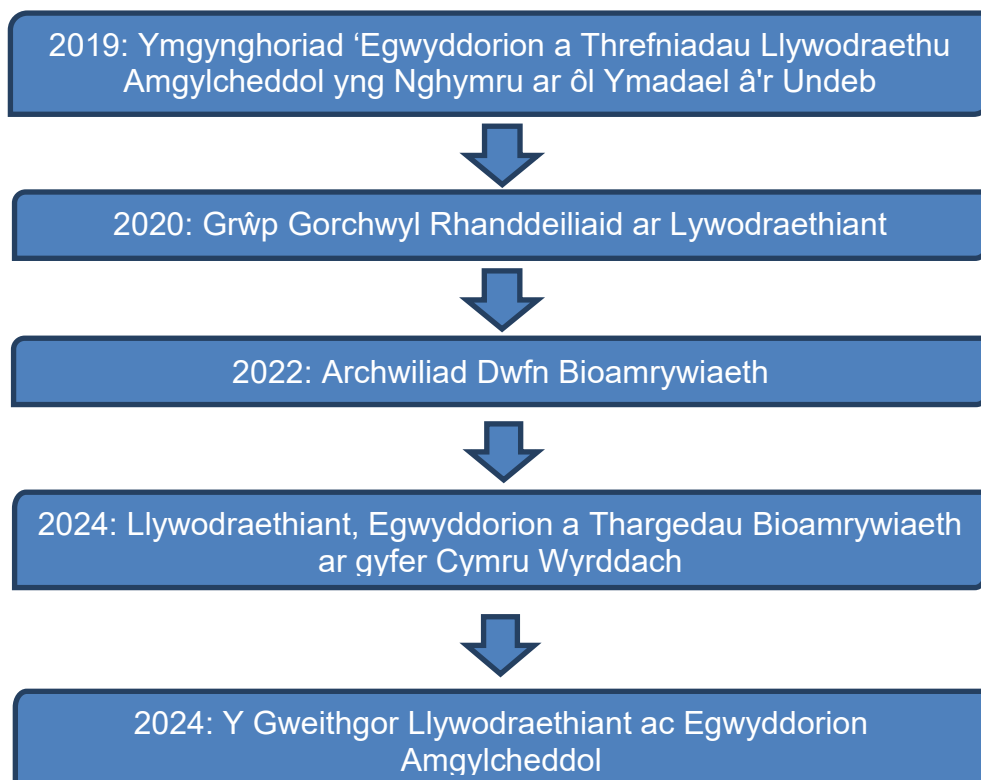 2019: Ymgynghoriad ‘Egwyddorion a Threfniadau Llywodraethu
Amgylcheddol yng Nghymru ar ôl Ymadael â'r Undeb
2020: Grŵp Gorchwyl Rhanddeiliaid ar Lywodraethiant
2022: Archwiliad Dwfn Bioamrywiaeth
2024: Llywodraethiant, Egwyddorion a Thargedau Bioamrywiaeth
ar gyfer Cymru Wyrddach
2024: Y Gweithgor Llywodraethiant ac Egwyddorion
Amgylcheddol